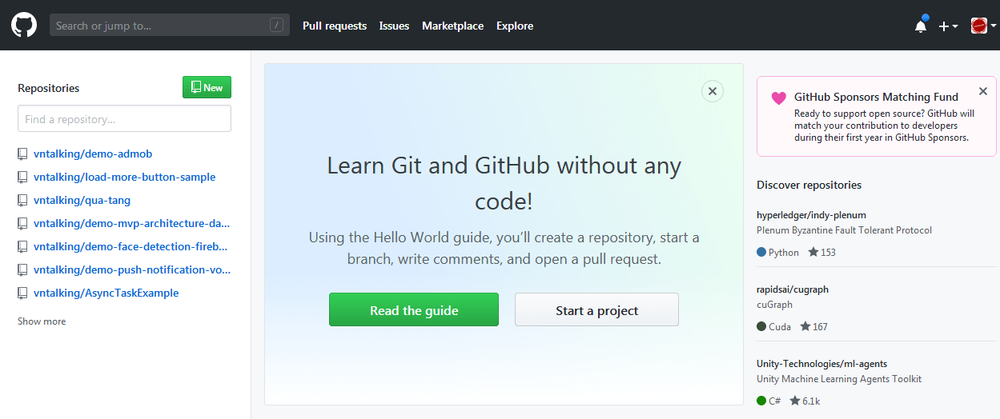 Search or jump to...
/
Pull requests
Issues
Marketplace
Explore
Repositories
New
Find a repository...
vntalking/demo-admob
vntalking/load-more-button-sample
vntalking/qua-tang
vntalking/demo-mvp-architecture-da...
vntalking/demo-face-detection-fireb...
vntalking/demo-push-notification-vo...
vntalking/AsyncTaskExample
Show more
Learn Git and GitHub without any
code!
Using the Hello World guide, you’ll create a repository, start a
branch, write comments, and open a pull request.
Read the guide
Start a project
GitHub Sponsors Matching Fund
Ready to support open source? GitHub will
match your contribution to developers
during their first year in GitHub Sponsors.
Discover repositories
hyperledger/indy-plenum
Plenum Byzantine Fault Tolerant Protocol
Python 153
rapidsai/cugraph
cuGraph
Cuda 167
Unity-Technologies/ml-agents
Unity Machine Learning Agents Toolkit
C# 6.1k